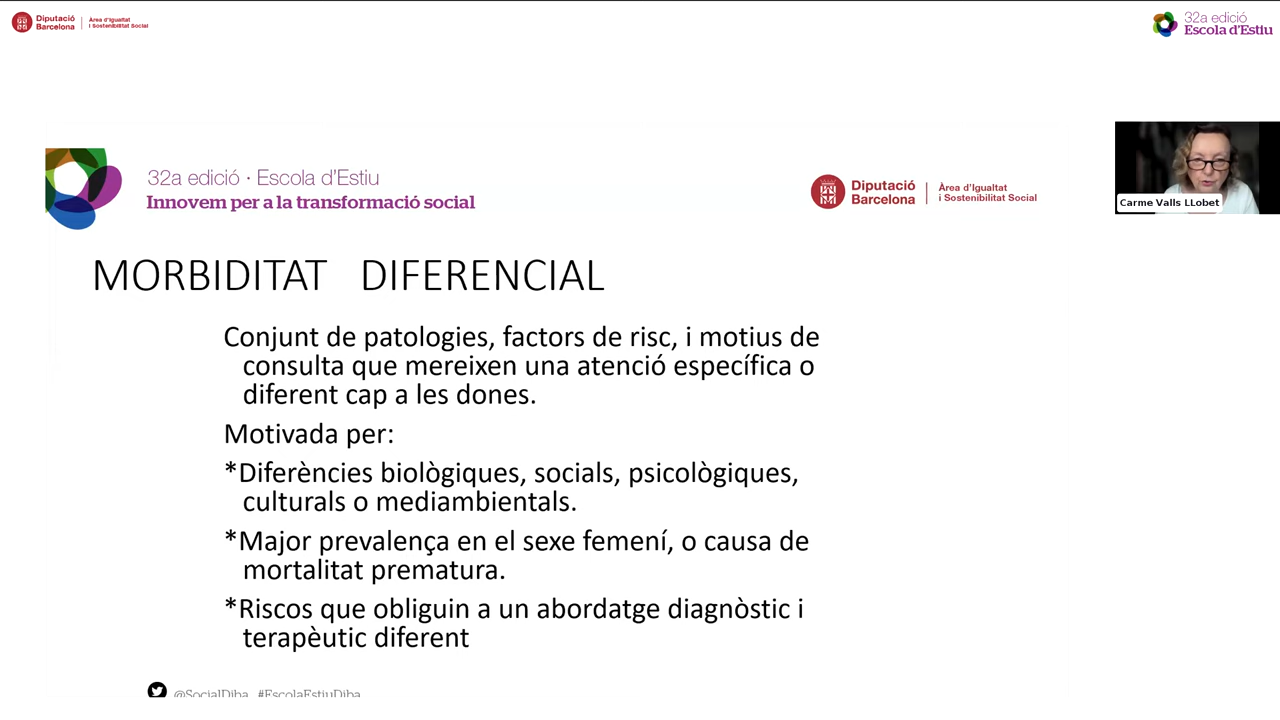 Diputació
Barcelona
Àrea d'Igualtat
i Sostenibilitat Social
32a edició
Escola d'Estiu
32a edició · Escola d'Estiu
Innovem per a la transformació social
Diputació
Barcelona
Àrea d'Igualtat
i Sostenibilitat Social
Carme Valls LLobet
MORBIDITAT DIFERENCIAL
Conjunt de patologies, factors de risc, i motius de
consulta que mereixen una atenció específica o
diferent cap a les dones.
Motivada per:
*Diferències biològiques, socials, psicològiques,
culturals o mediambientals.
*Major prevalença en el sexe femení, o causa de
mortalitat prematura.
*Riscos que obliguin a un abordatge diagnòstic i
terapèutic diferent
@SocialDiba #EscolaEstiuDiba